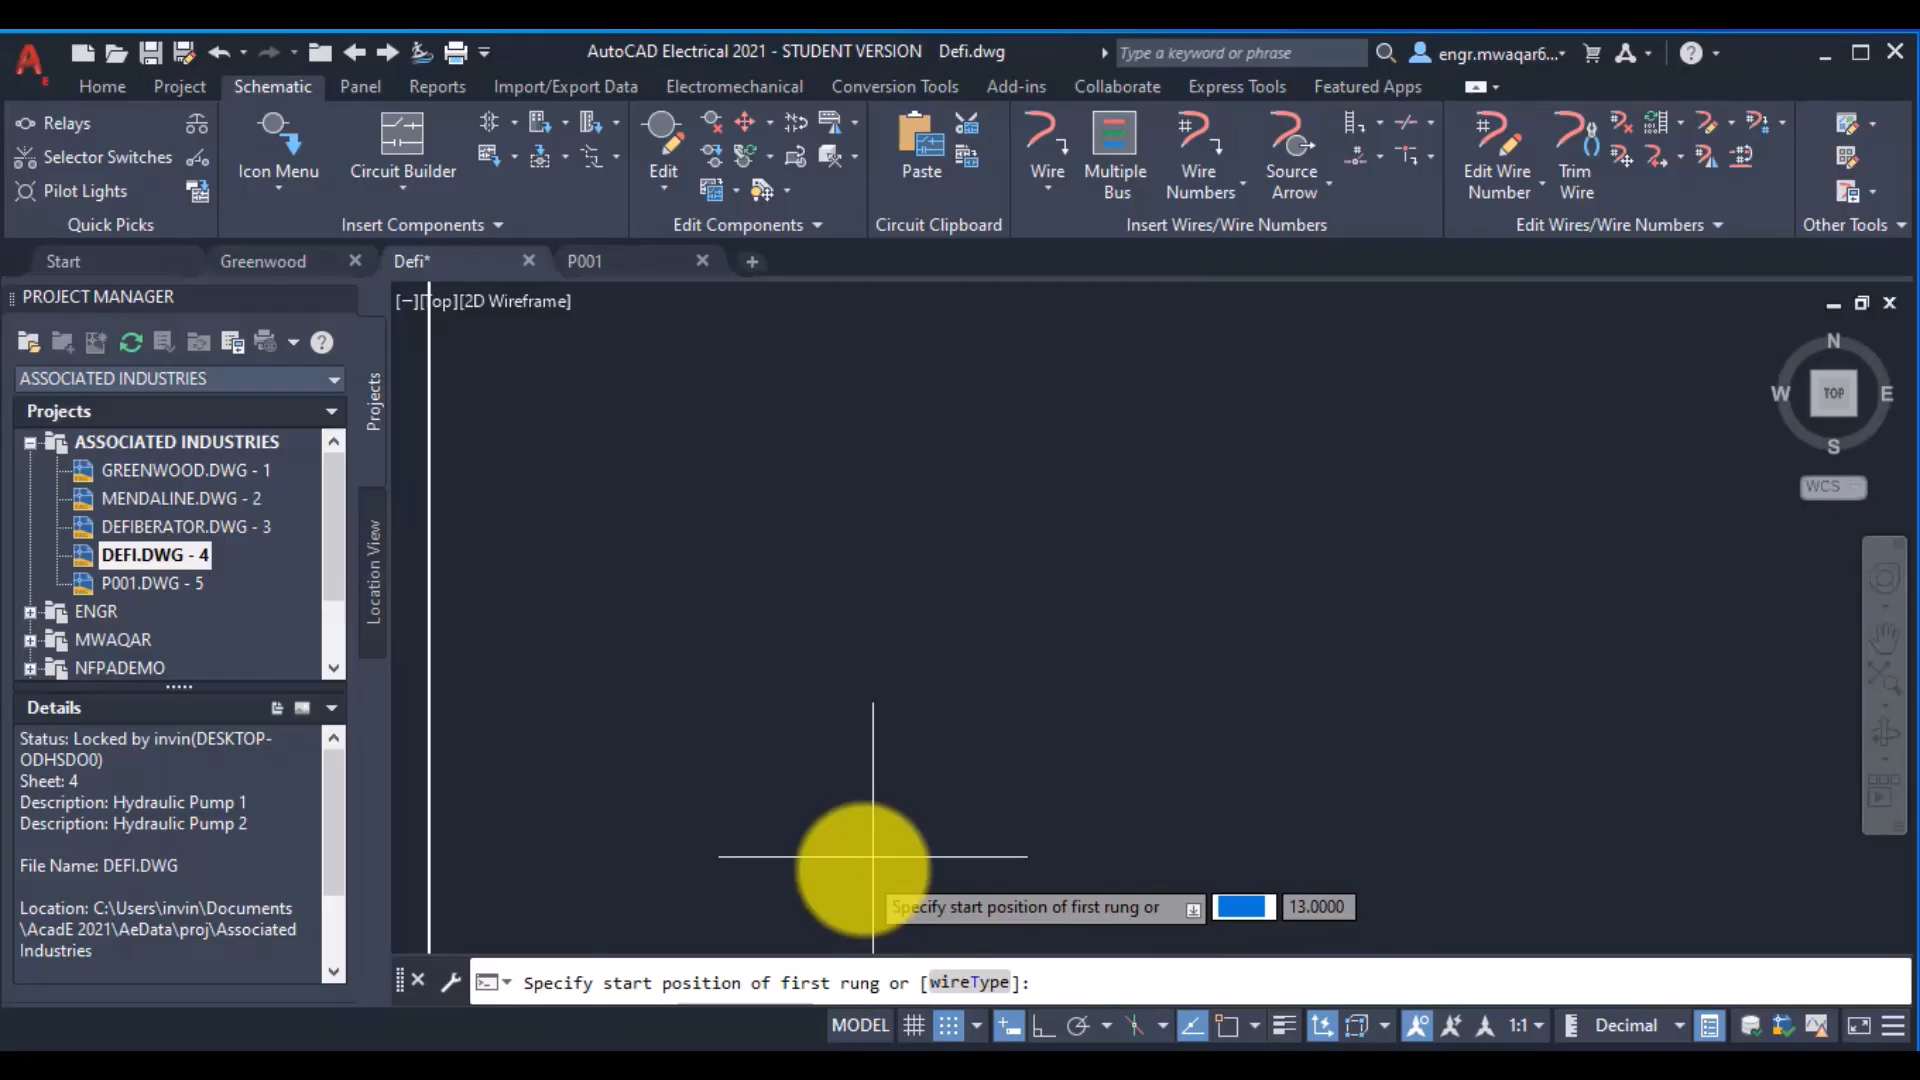 AutoCAD Electrical 2021 - STUDENT VERSION Defi.dwg
Type a keyword or phrase
engr.mwaqar6...
Home Project Schematic Panel Reports Import/Export Data Electromechanical Conversion Tools Add-ins Collaborate Express Tools Featured Apps
Relays
Selector Switches
Pilot Lights
Quick Picks
Icon Menu
Circuit Builder
Insert Components
Edit
Edit Components
Paste
Circuit Clipboard
Wire
Multiple
Bus
Wire
Numbers
Source
Arrow
Insert Wires/Wire Numbers
Edit Wire
Number
Trim
Wire
Edit Wires/Wire Numbers
Other Tools
Start Greenwood Defi* P001
PROJECT MANAGER
ASSOCIATED INDUSTRIES
Projects
ASSOCIATED INDUSTRIES
GREENWOOD.DWG - 1
MENDALINE.DWG - 2
DEFIBERATOR.DWG - 3
DEFI.DWG - 4
P001.DWG - 5
ENGR
MWAQAR
NFPADEMO
Projects
Location View
Details
Status: Locked by invin(DESKTOP-
ODHSDO0)
Sheet: 4
Description: Hydraulic Pump 1
Description: Hydraulic Pump 2
File Name: DEFI.DWG
Location: C:\Users\invin\Documents
\AcadE 2021\AeData\proj\Associated
Industries
[−][Top][2D Wireframe]
N
W TOP E
S
WCS
Specify start position of first rung or 13.0000
Specify start position of first rung or [wireType]:
MODEL 1:1 Decimal